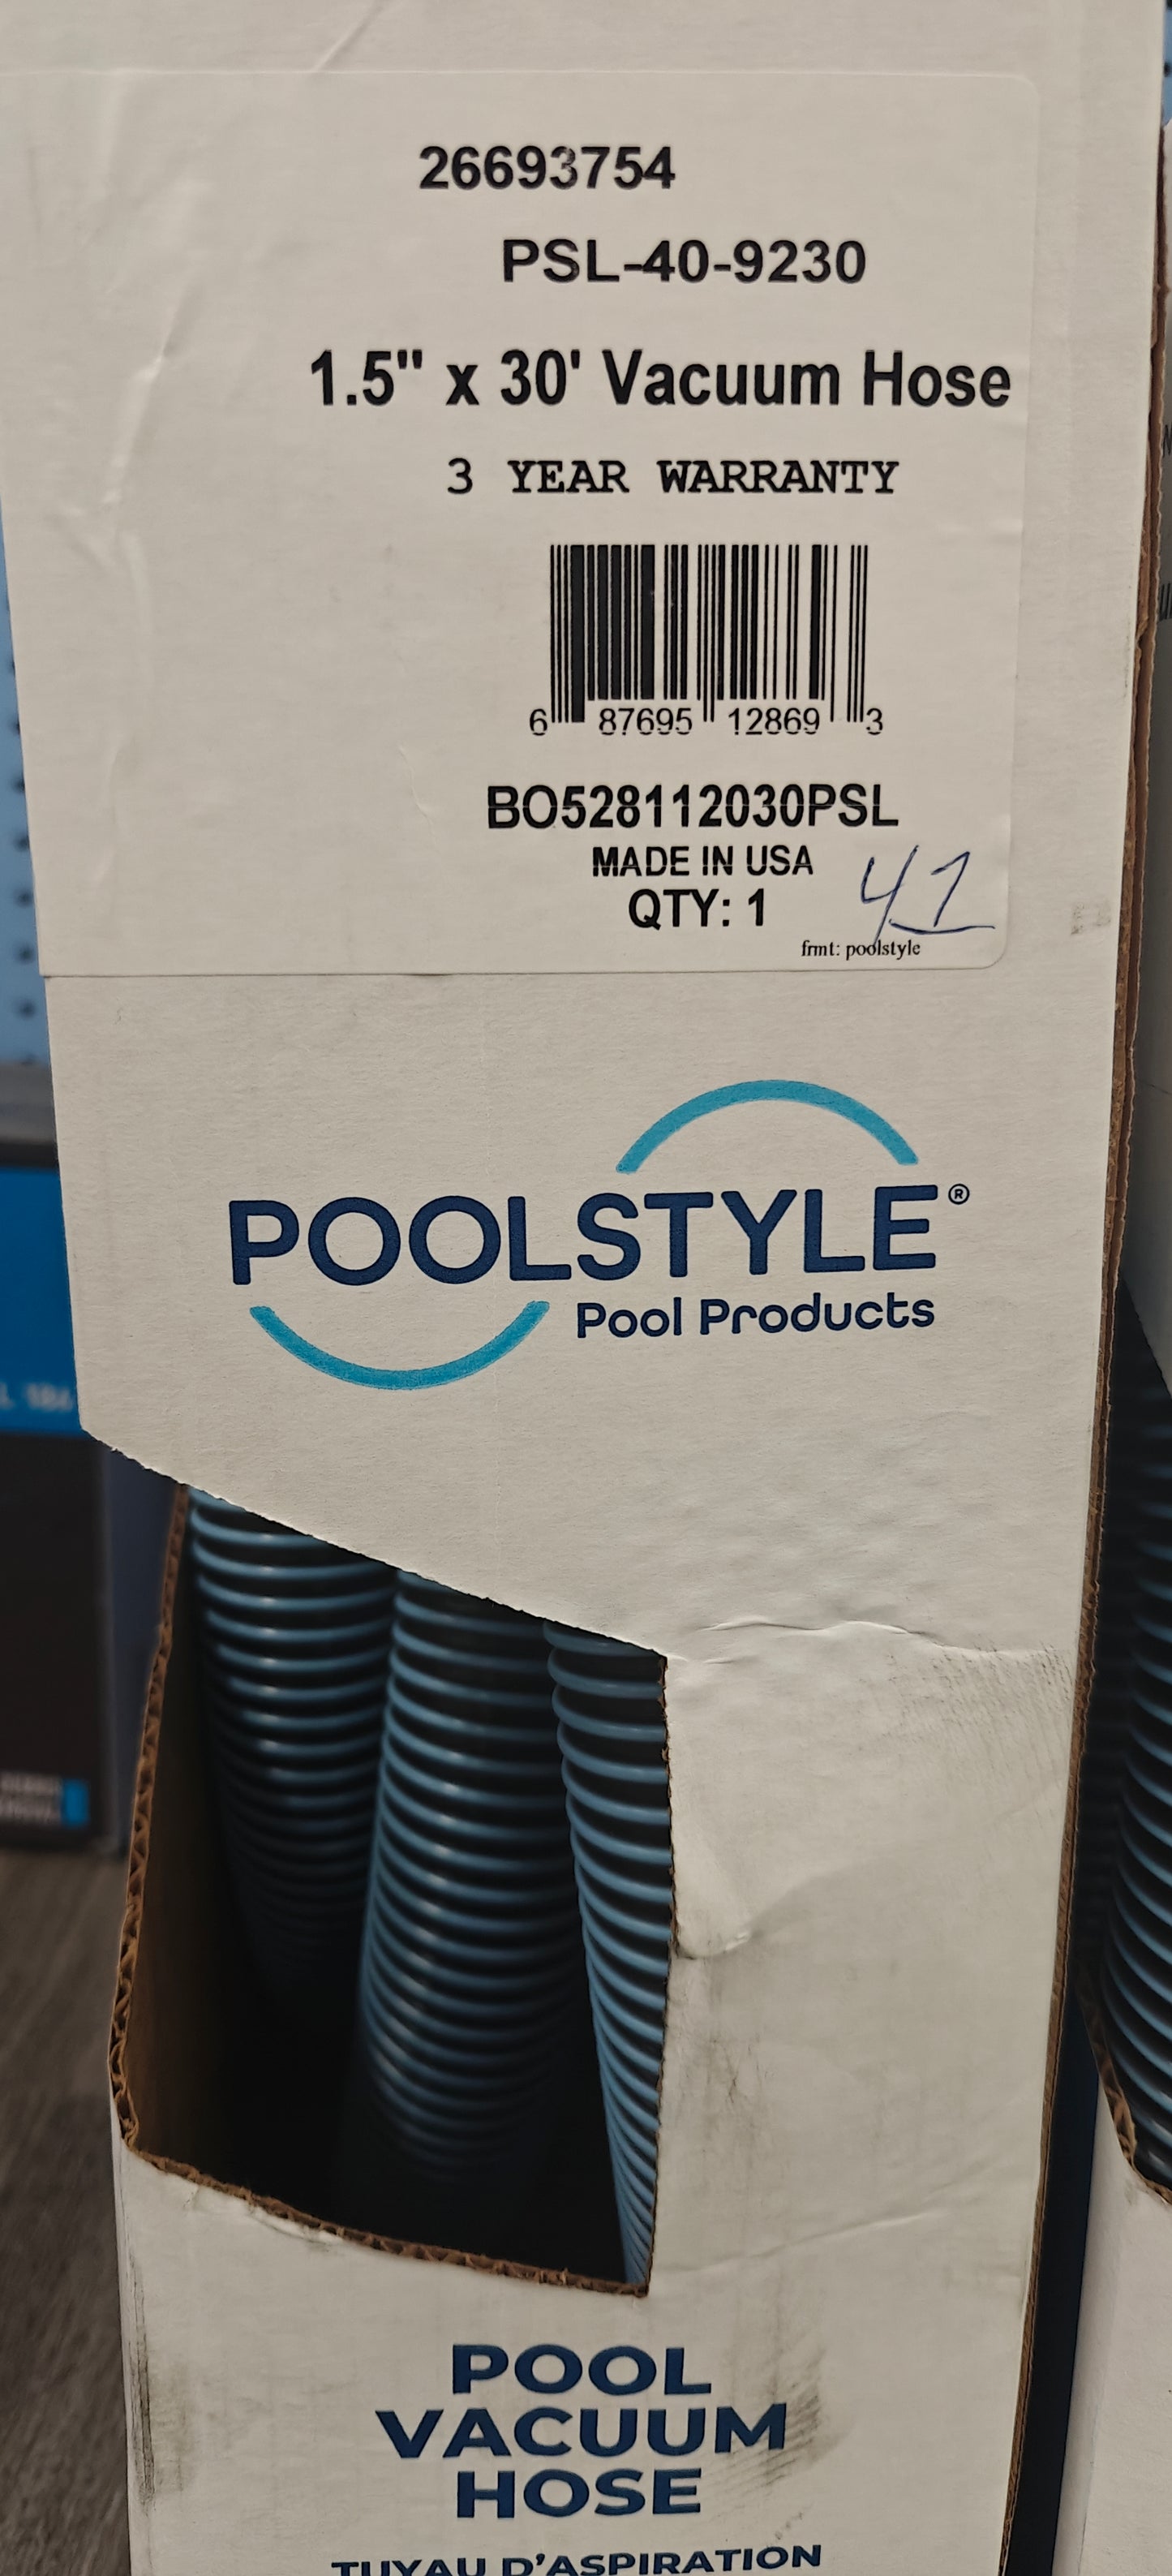 26693754
PSL-40-9230
1.5" x 30' Vacuum Hose
3 YEAR WARRANTY
6 87695 12869 3
BO528112030PSL
MADE IN USA
QTY: 1
41
frmt: poolstyle
POOLSTYLE®
Pool Products
POOL
VACUUM
HOSE
TUYAU D'ASPIRATION